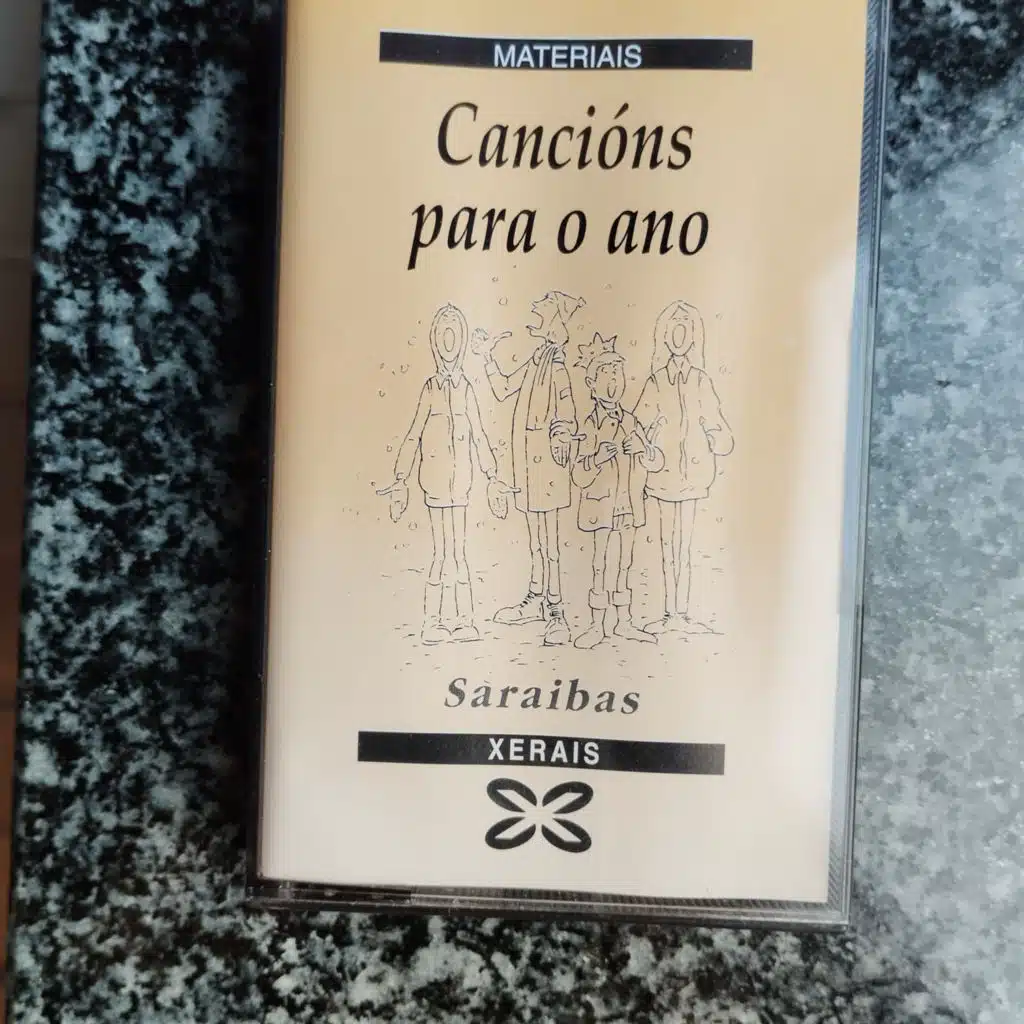 MATERIAIS
Cancións
para o ano
Saraibas
XERAIS